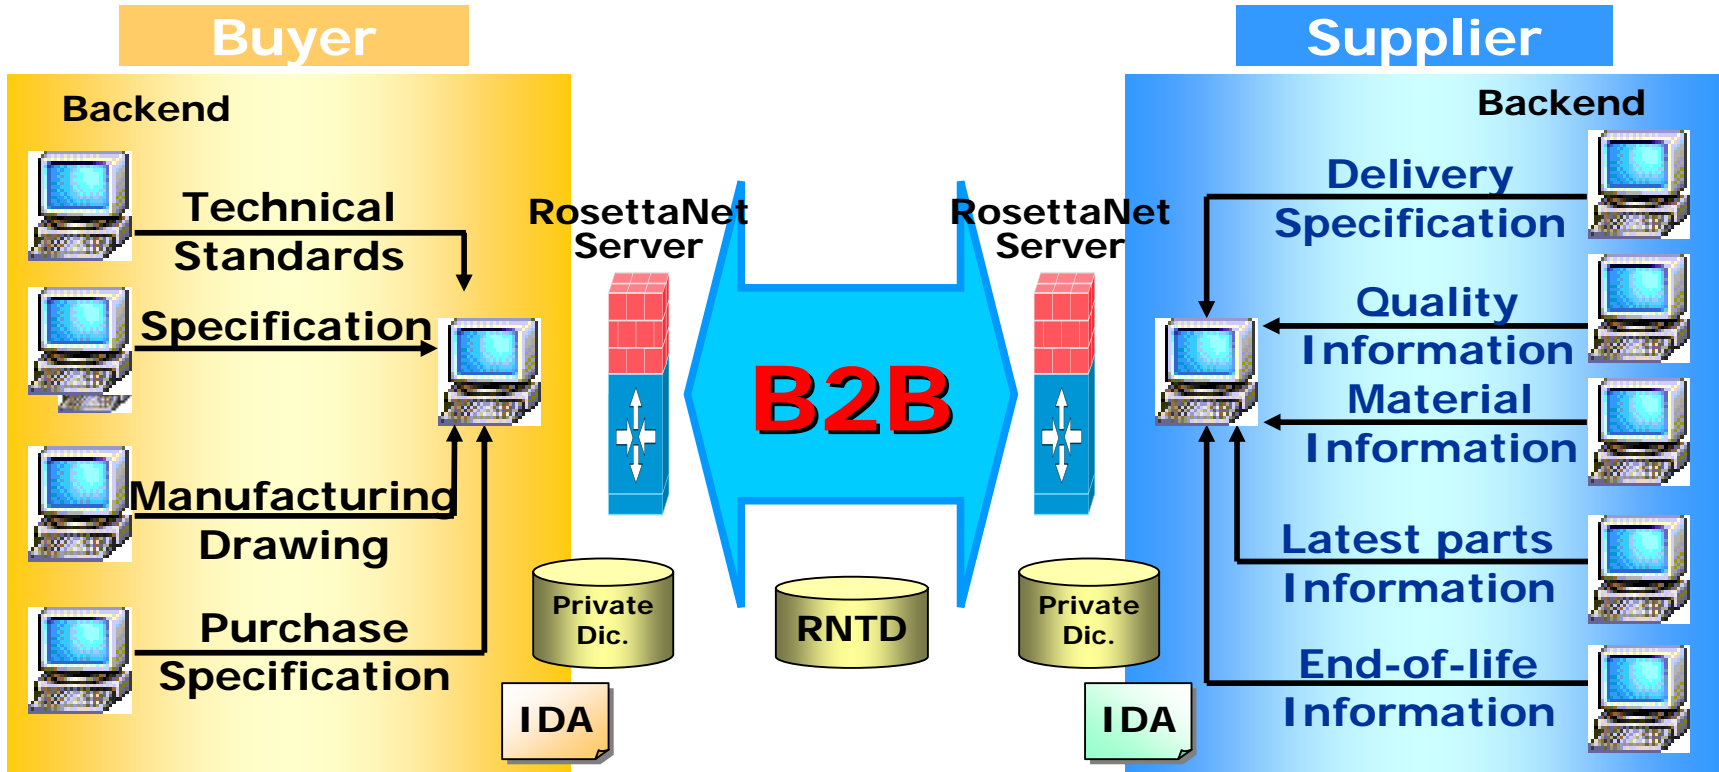 Buyer
Supplier
Backend
Technical
Standards
Specification
Manufacturing
Drawing
Purchase
Specification
RosettaNet
Server
Private
Dic.
IDA
B2B
RNTD
RosettaNet
Server
Private
Dic.
IDA
Backend
Delivery
Specification
Quality
Information
Material
Information
Latest parts
Information
End-of-life
Information